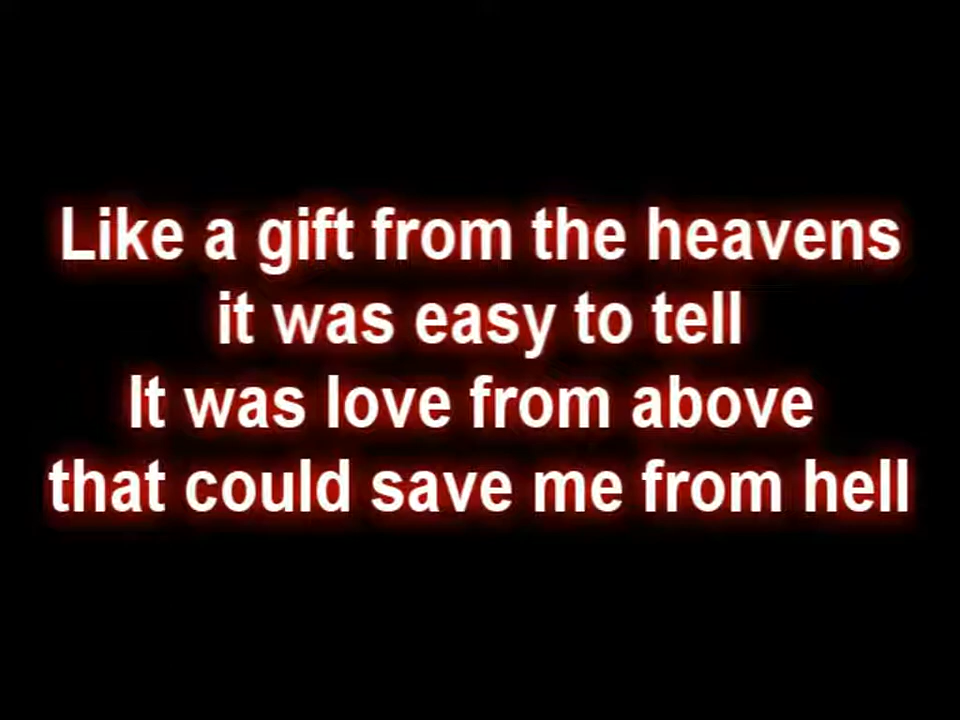 Like a gift from the heavens
it was easy to tell
It was love from above
that could save me from hell